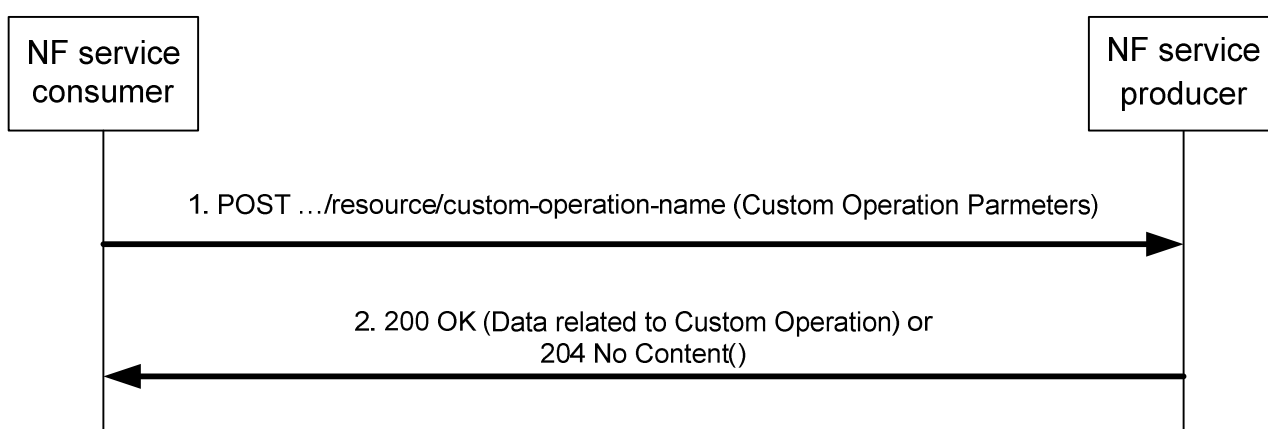 NF service
consumer
NF service
producer
1. POST …/resource/custom-operation-name (Custom Operation Parmeters)
2. 200 OK (Data related to Custom Operation) or
204 No Content()